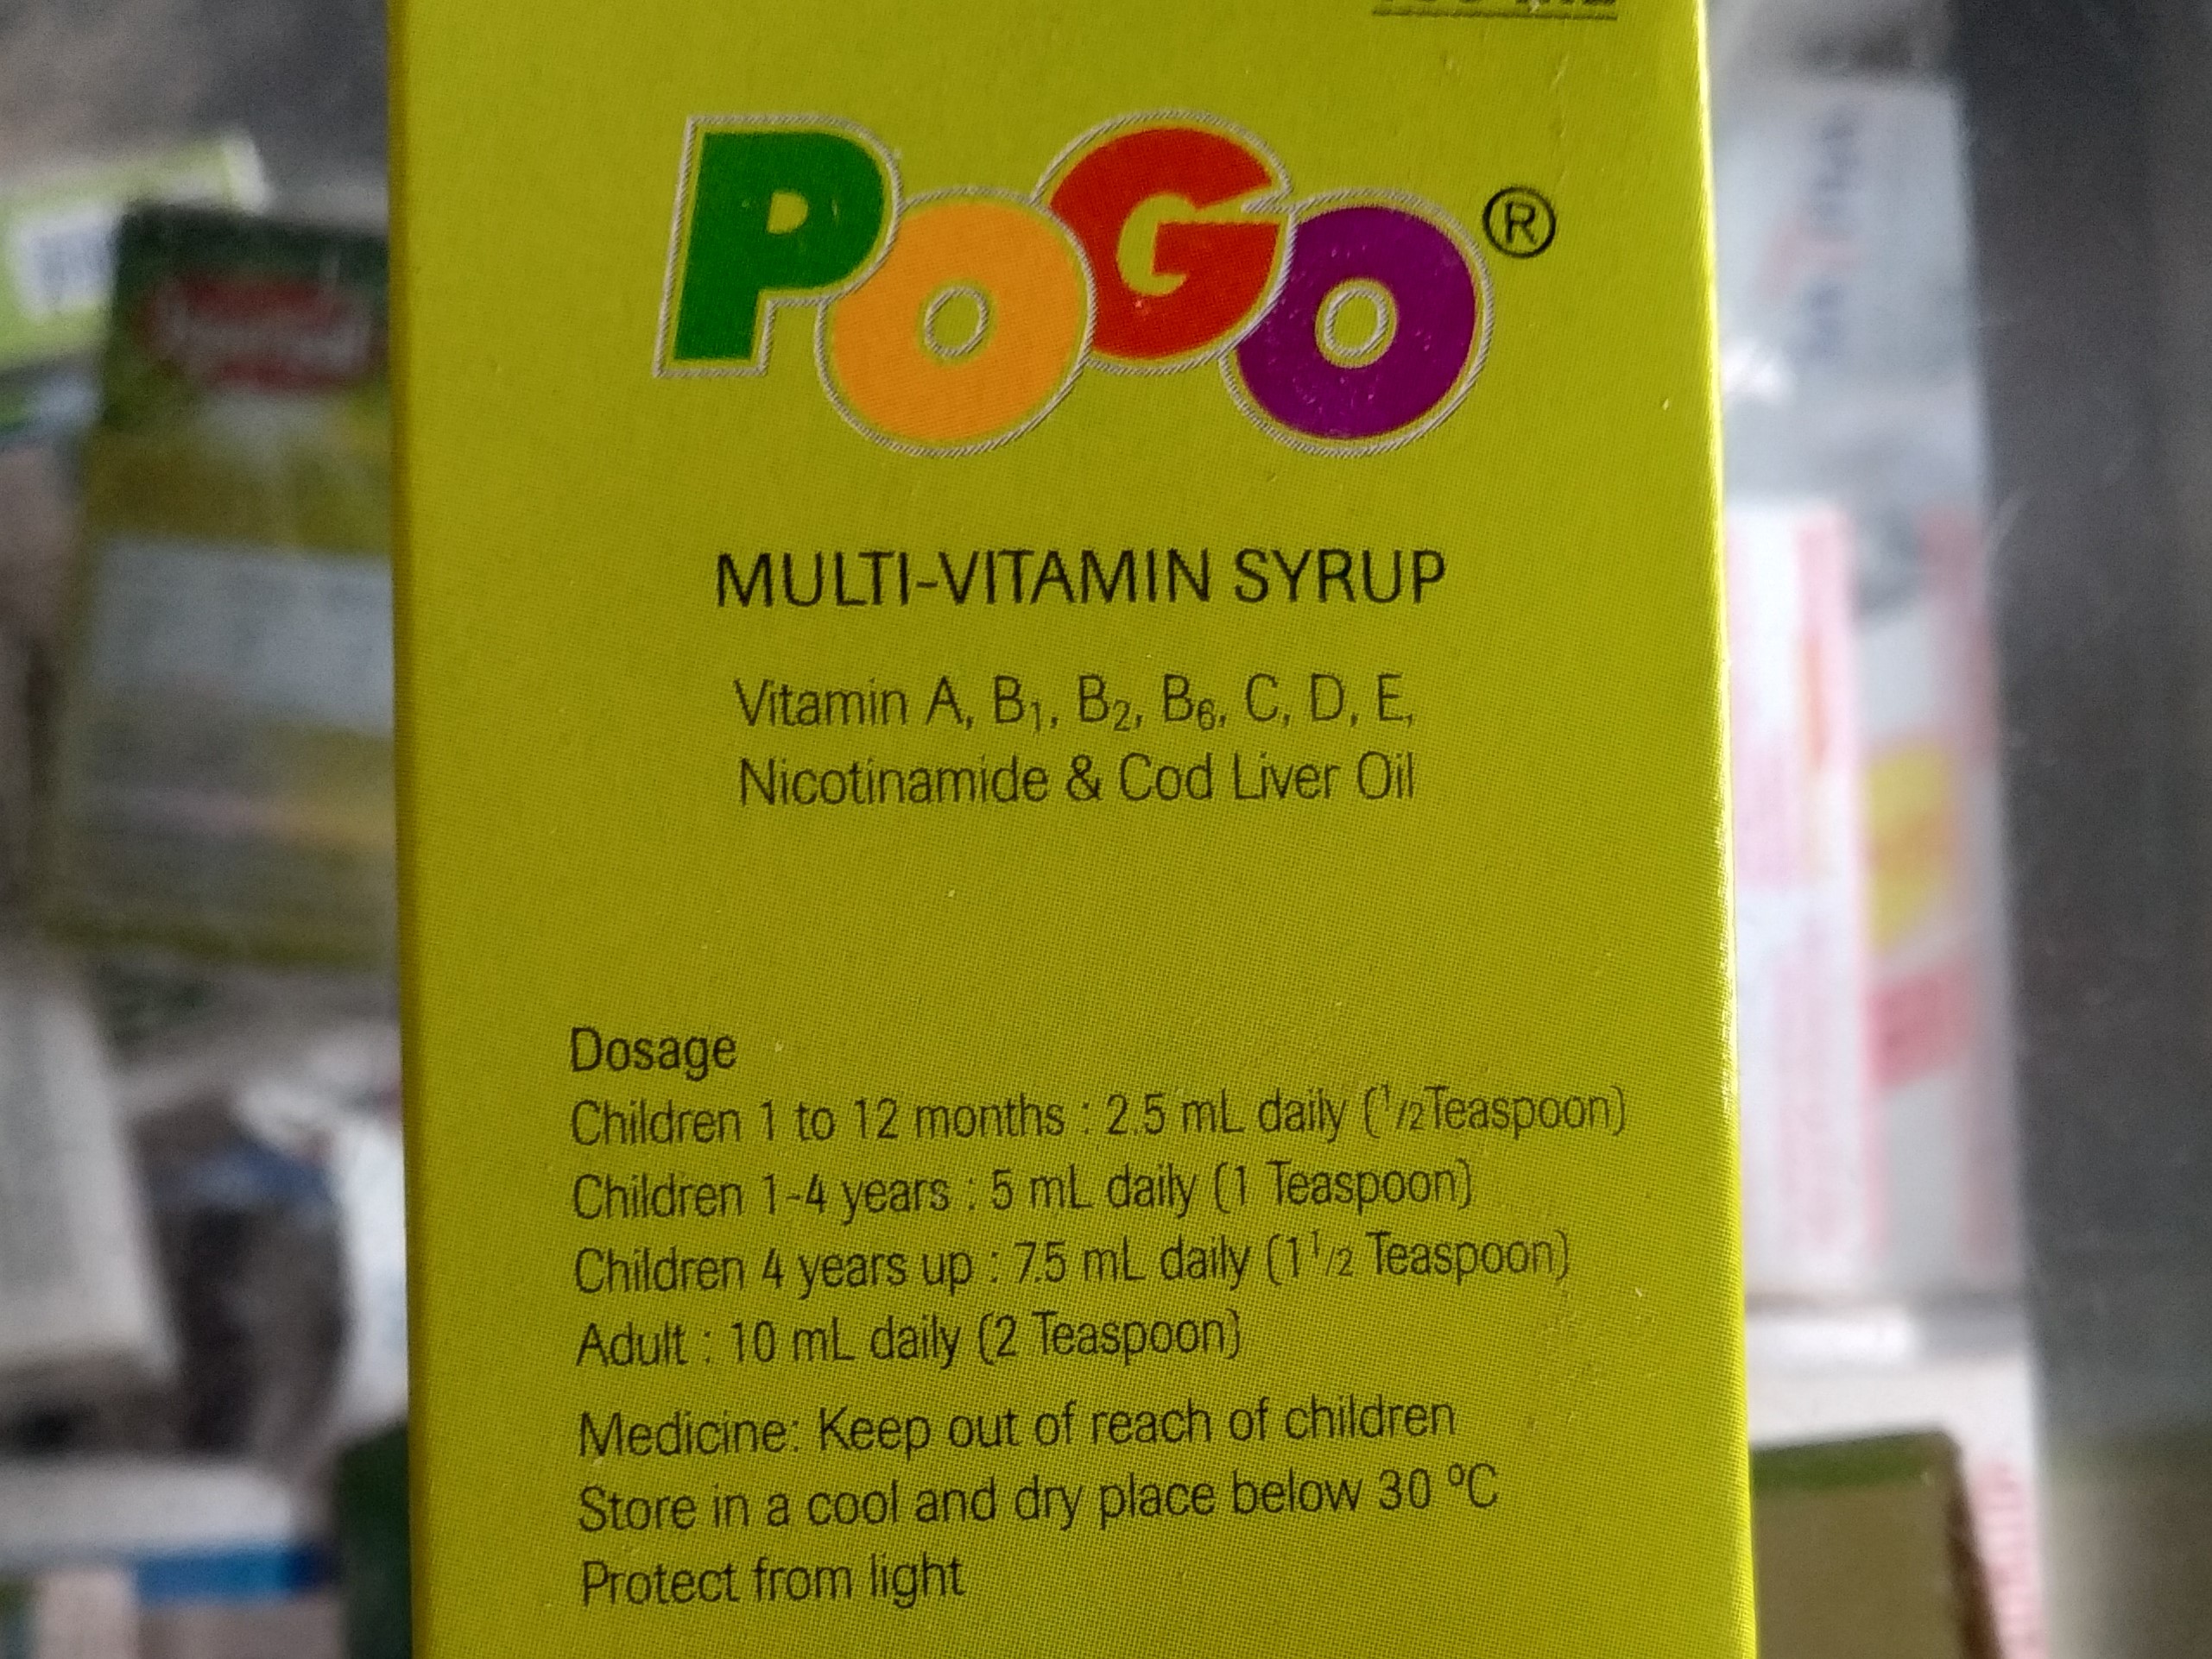 POGO®
MULTI-VITAMIN SYRUP
Vitamin A, B₁, B₂, B₆, C, D, E,
Nicotinamide & Cod Liver Oil
Dosage
Children 1 to 12 months : 2.5 mL daily (1/2Teaspoon)
Children 1-4 years : 5 mL daily (1 Teaspoon)
Children 4 years up : 7.5 mL daily (1 1/2 Teaspoon)
Adult : 10 mL daily (2 Teaspoon)
Medicine: Keep out of reach of children
Store in a cool and dry place below 30 ºC
Protect from light